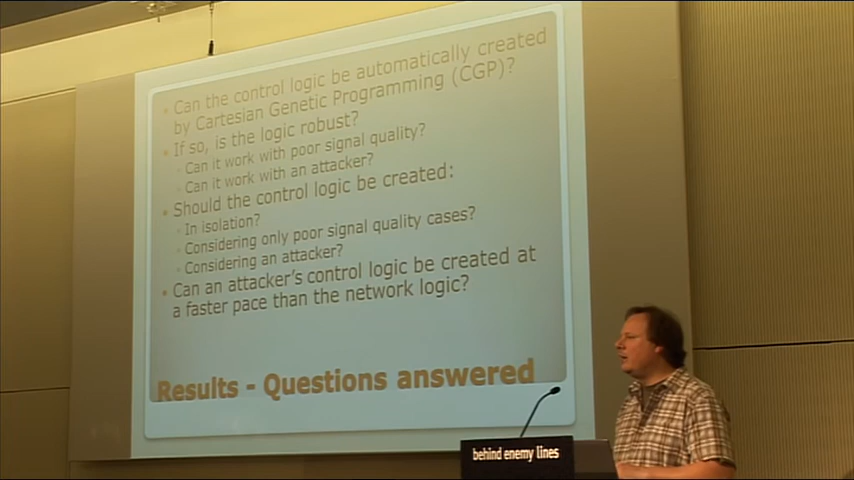 Can the control logic be automatically created
by Cartesian Genetic Programming (CGP)?
If so, is the logic robust?
Can it work with poor signal quality?
Can it work with an attacker?
Should the control logic be created:
In isolation?
Considering only poor signal quality cases?
Considering an attacker?
Can an attacker's control logic be created at
a faster pace than the network logic?
Results - Questions answered
behind enemy lines